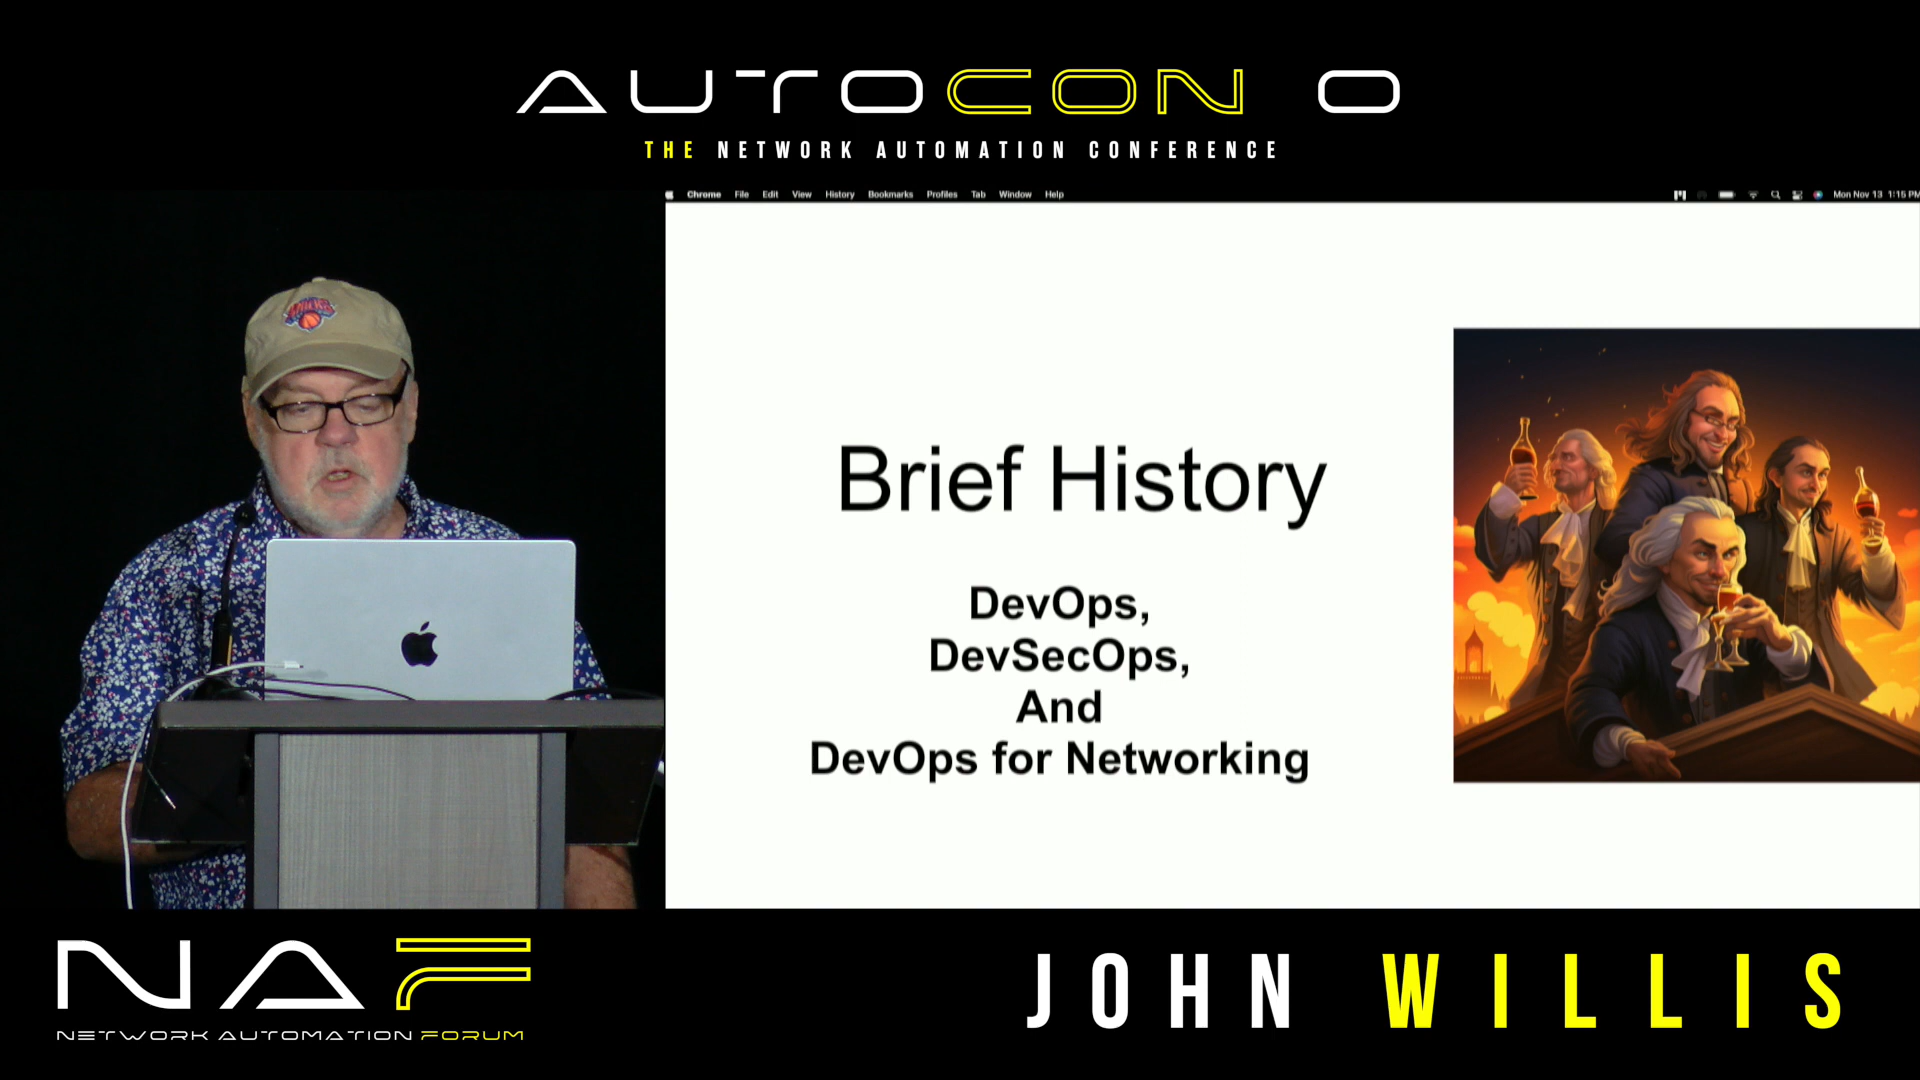 AUTOCON 0
THE NETWORK AUTOMATION CONFERENCE
Chrome File Edit View History Bookmarks Profiles Tab Window Help
Mon Nov 13 1:15 PM
Brief History
DevOps,
DevSecOps,
And
DevOps for Networking
NAF
NETWORK AUTOMATION FORUM
JOHN WILLIS